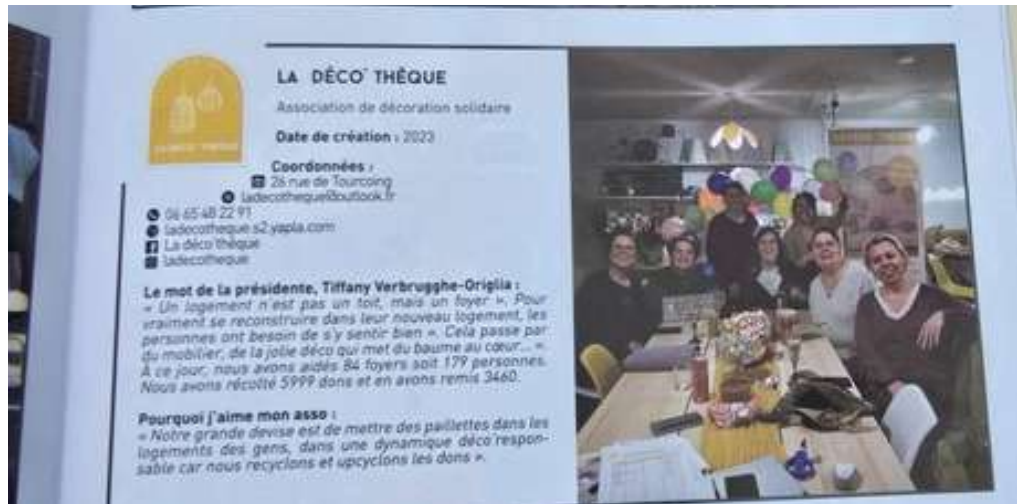 LA DÉCO' THÈQUE
LA DÉCO' THÈQUE
Association de décoration solidaire
Date de création : 2023
Coordonnées :
26 rue de Tourcoing
ladecotheque@outlook.fr
06 65 48 22 91
ladecotheque.s2.yapla.com
La déco'thèque
ladecotheque
Le mot de la présidente, Tiffany Verbrugghe-Origlia :
« Un logement n'est pas un toit, mais un foyer ». Pour
vraiment se reconstruire dans leur nouveau logement, les
personnes ont besoin de s'y sentir bien ». Cela passe par
du mobilier, de la jolie déco qui met du baume au cœur... ».
À ce jour, nous avons aidés 84 foyers soit 179 personnes.
Nous avons récolté 5999 dons et en avons remis 3460.
Pourquoi j'aime mon asso :
« Notre grande devise est de mettre des paillettes dans les
logements des gens, dans une dynamique déco'respon-
sable car nous recyclons et upcyclons les dons ».